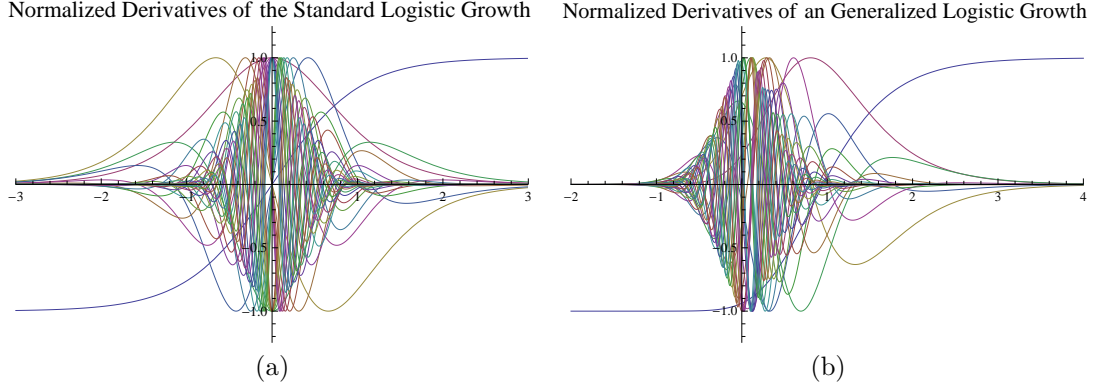 Normalized Derivatives of the Standard Logistic Growth
Normalized Derivatives of an Generalized Logistic Growth
1.0
0.5
−3 −2 −1 1 2 3
−0.5
−1.0
(a)
1.0
0.5
−2 −1 1 2 3 4
−0.5
−1.0
(b)